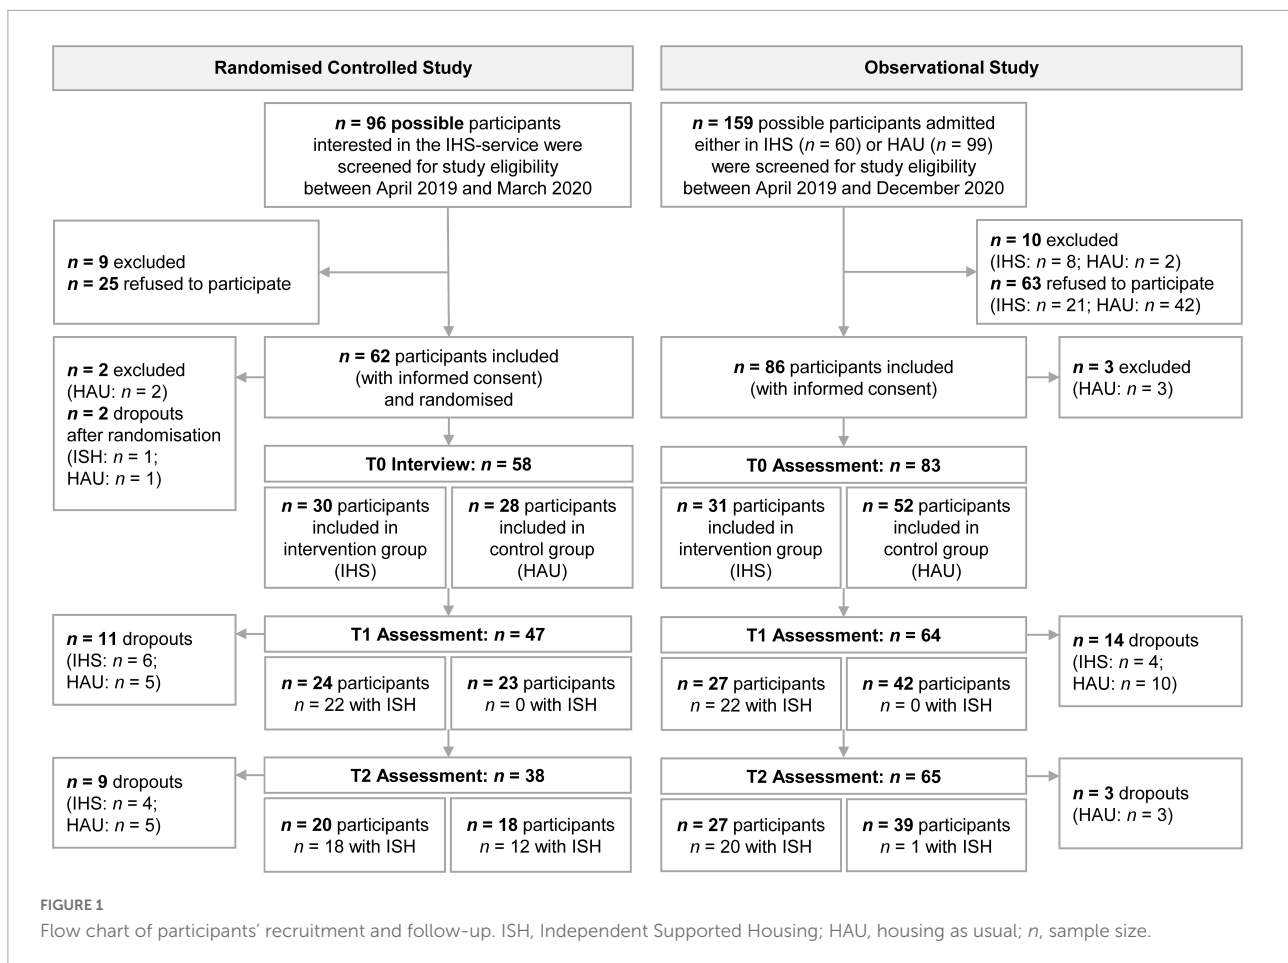 Randomised Controlled Study
n = 96 possible participants
interested in the IHS-service were
screened for study eligibility
between April 2019 and March 2020
n = 9 excluded
n = 25 refused to participate
n = 62 participants included
(with informed consent)
and randomised
n = 2 excluded
(HAU: n = 2)
n = 2 dropouts
after randomisation
(ISH: n = 1;
HAU: n = 1)
T0 Interview: n = 58
n = 30 participants
included in
intervention group
(IHS)
n = 28 participants
included in
control group
(HAU)
T1 Assessment: n = 47
n = 11 dropouts
(IHS: n = 6;
HAU: n = 5)
n = 24 participants
n = 22 with ISH
n = 23 participants
n = 0 with ISH
T2 Assessment: n = 38
n = 9 dropouts
(IHS: n = 4;
HAU: n = 5)
n = 20 participants
n = 18 with ISH
n = 18 participants
n = 12 with ISH
Observational Study
n = 159 possible participants admitted
either in IHS (n = 60) or HAU (n = 99)
were screened for study eligibility
between April 2019 and December 2020
n = 10 excluded
(IHS: n = 8; HAU: n = 2)
n = 63 refused to participate
(IHS: n = 21; HAU: n = 42)
n = 86 participants included
(with informed consent)
n = 3 excluded
(HAU: n = 3)
T0 Assessment: n = 83
n = 31 participants
included in
intervention group
(IHS)
n = 52 participants
included in
control group
(HAU)
T1 Assessment: n = 64
n = 14 dropouts
(IHS: n = 4;
HAU: n = 10)
n = 27 participants
n = 22 with ISH
n = 42 participants
n = 0 with ISH
T2 Assessment: n = 65
n = 3 dropouts
(HAU: n = 3)
n = 27 participants
n = 20 with ISH
n = 39 participants
n = 1 with ISH
FIGURE 1
Flow chart of participants’ recruitment and follow-up. ISH, Independent Supported Housing; HAU, housing as usual; n, sample size.